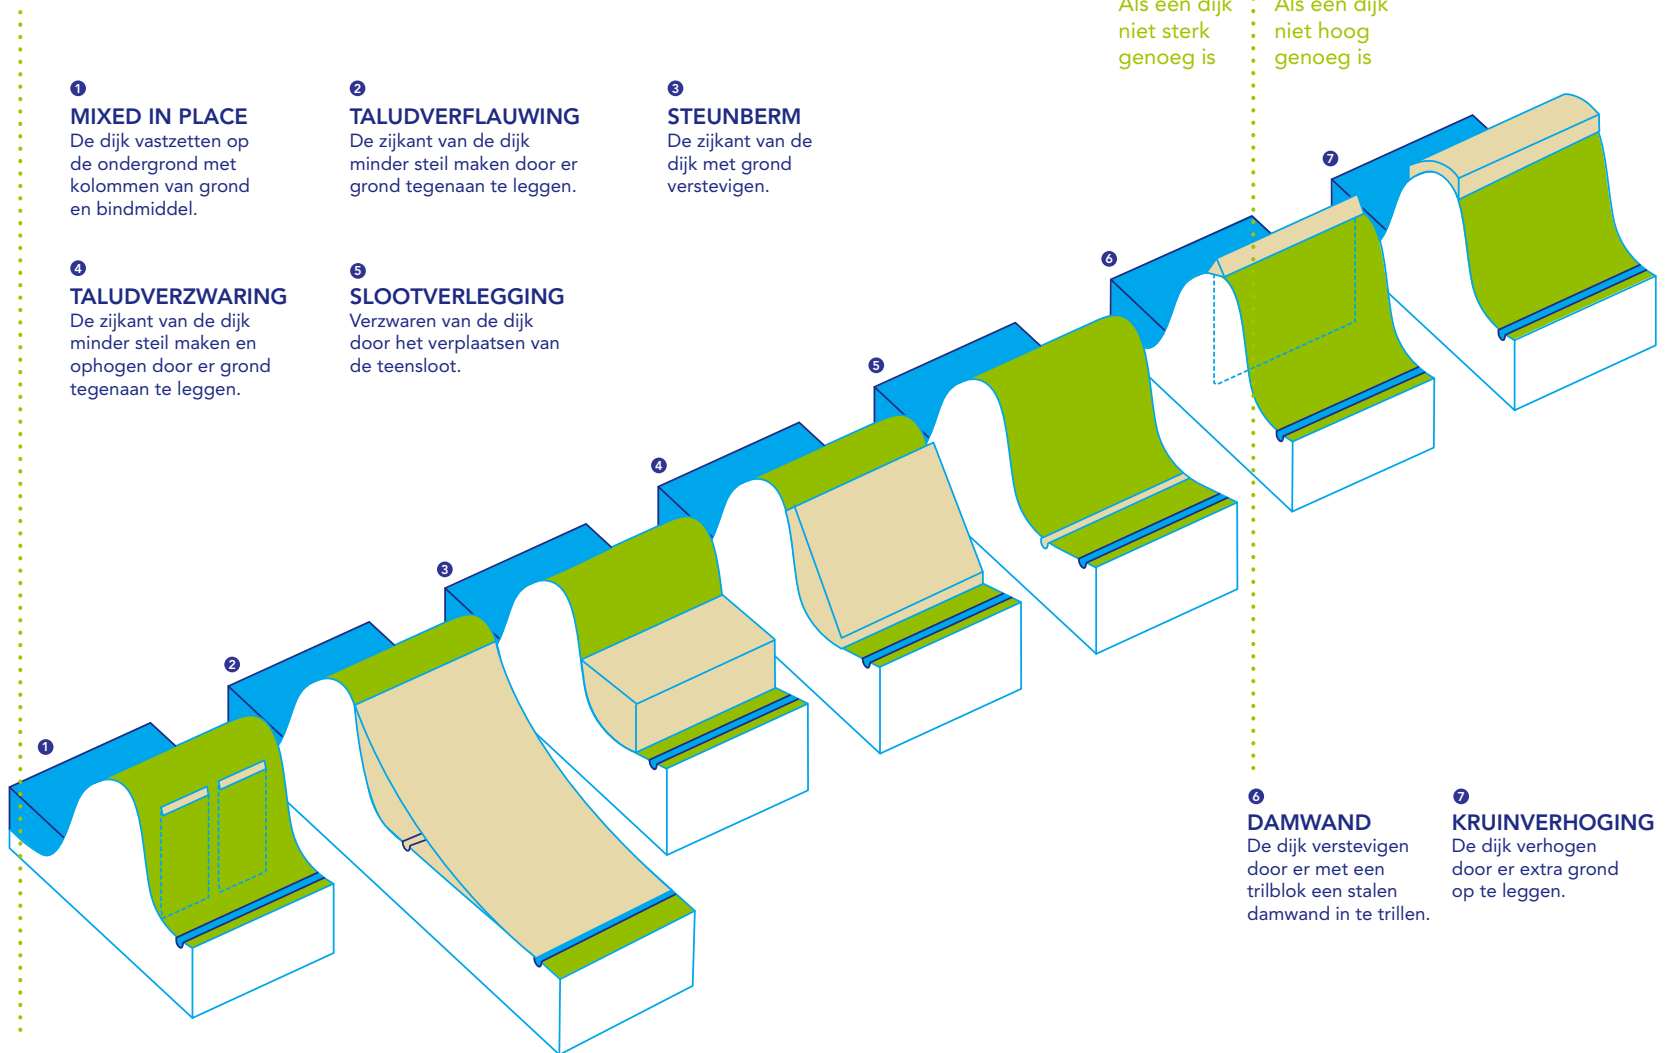 Als een dijk
niet sterk
genoeg is
Als een dijk
niet hoog
genoeg is
1
MIXED IN PLACE
De dijk vastzetten op
de ondergrond met
kolommen van grond
en bindmiddel.
2
TALUDVERFLAUWING
De zijkant van de dijk
minder steil maken door er
grond tegenaan te leggen.
3
STEUNBERM
De zijkant van de
dijk met grond
verstevigen.
4
TALUDVERZWARING
De zijkant van de dijk
minder steil maken en
ophogen door er grond
tegenaan te leggen.
5
SLOOTVERLEGGING
Verzwaren van de dijk
door het verplaatsen van
de teensloot.
7
6
5
4
3
2
1
6
DAMWAND
De dijk verstevigen
door er met een
trilblok een stalen
damwand in te trillen.
7
KRUINVERHOGING
De dijk verhogen
door er extra grond
op te leggen.